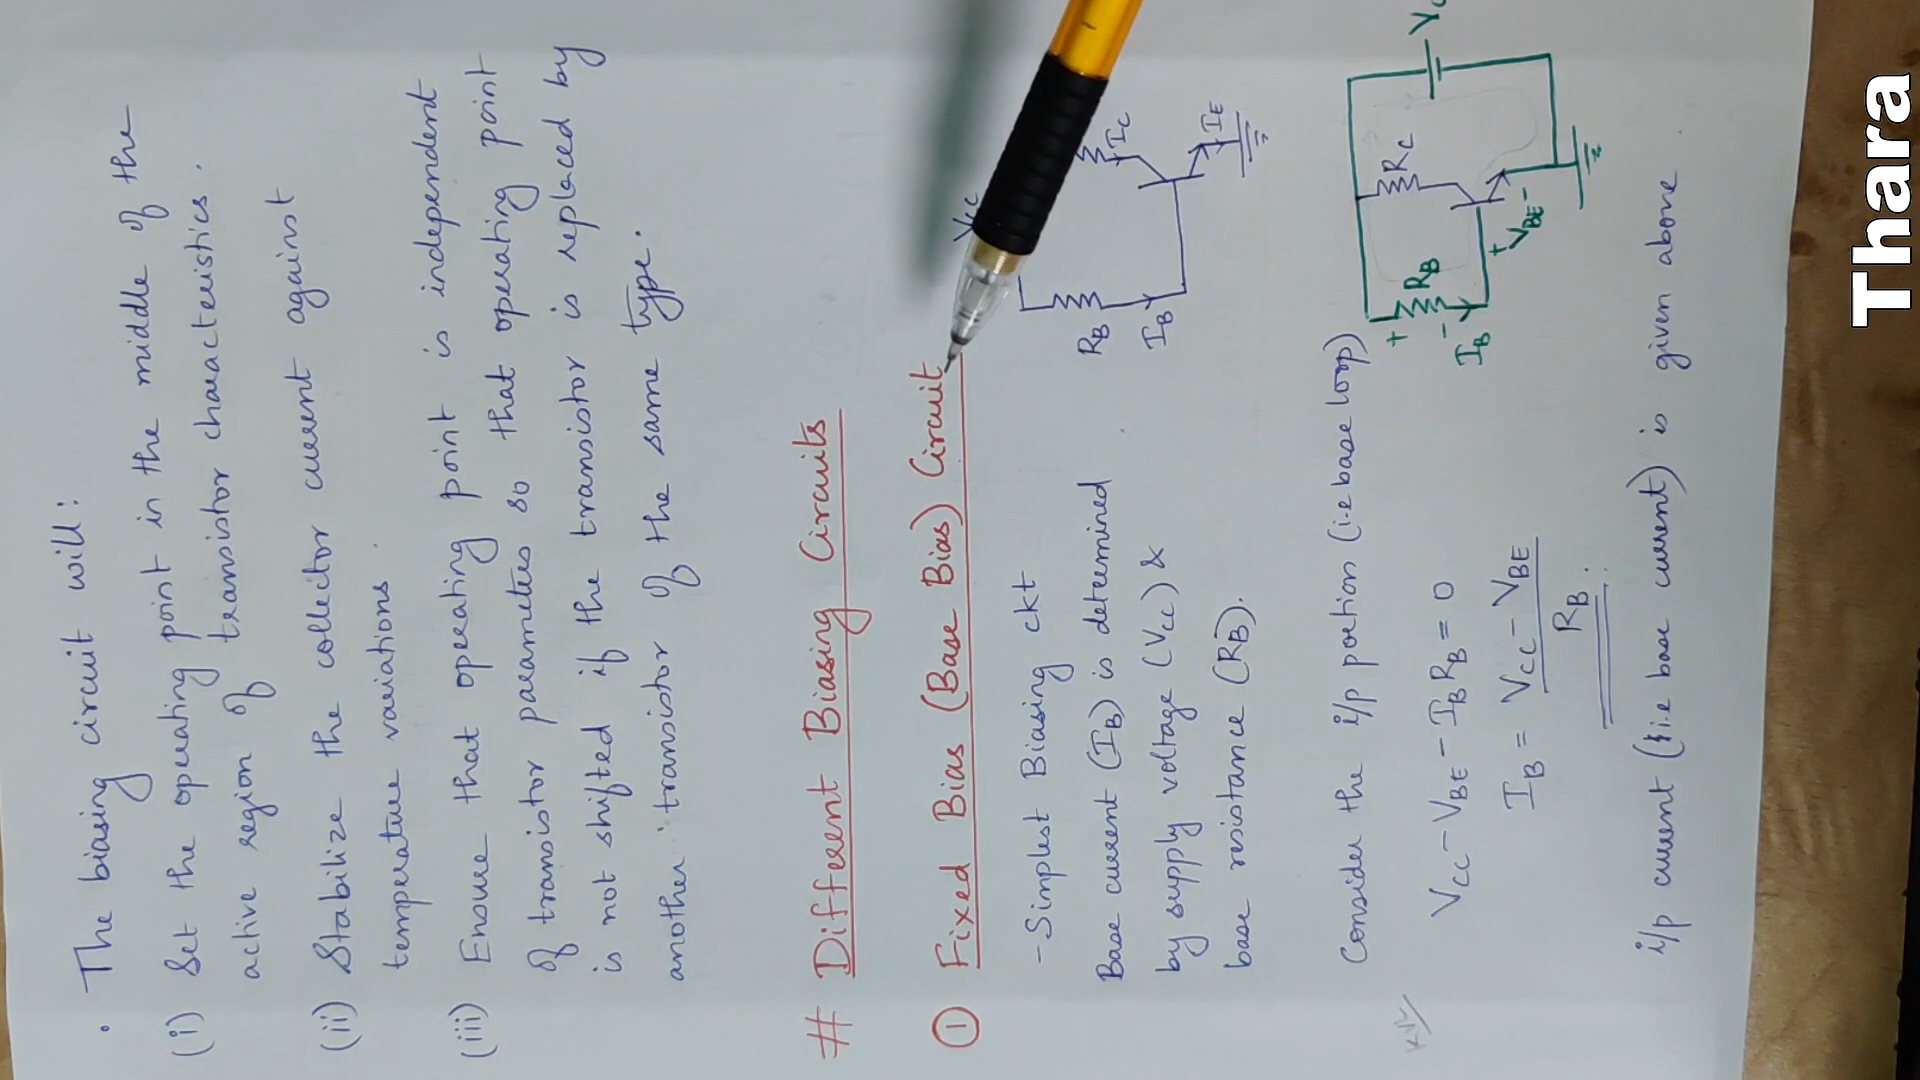 • The biasing circuit will:
(i) Set the operating point in the middle of the
active region of transistor characteristics.
(ii) Stabilize the collector current against
temperature variations.
(iii) Ensure that operating point is independent
of transistor parameters so that operating point
is not shifted if the transistor is replaced by
another transistor of the same type.
# Different Biasing Circuits
① Fixed Bias (Base Bias) Circuit
- Simplest Biasing ckt
Base current (IB) is determined
by supply voltage (VCC) &
base resistance (RB).
VCC
RB
IB
IC
IE
Consider the i/p portion (i.e base loop)
VCC - VBE - IBRB = 0
IB = VCC - VBE
RB
+ RB -
IB
RC
+ VBE -
i/p current (i.e base current) is given above
Thara